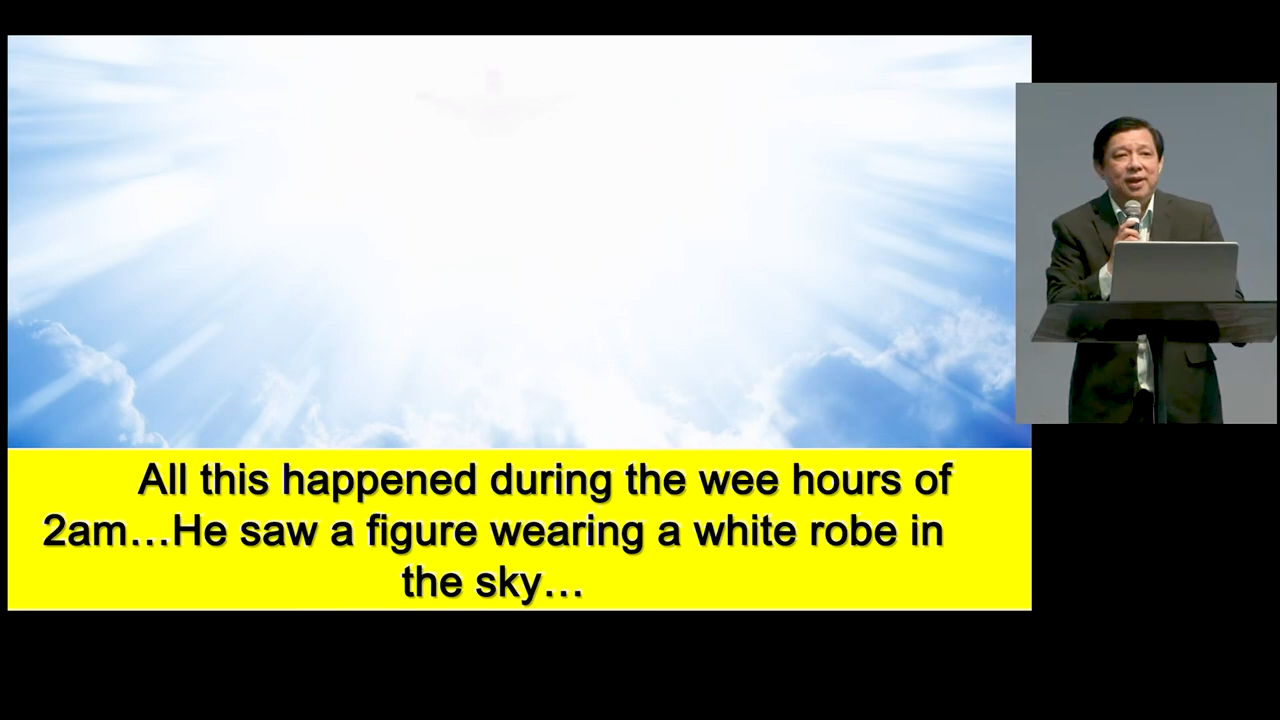 All this happened during the wee hours of
2am…He saw a figure wearing a white robe in
the sky…